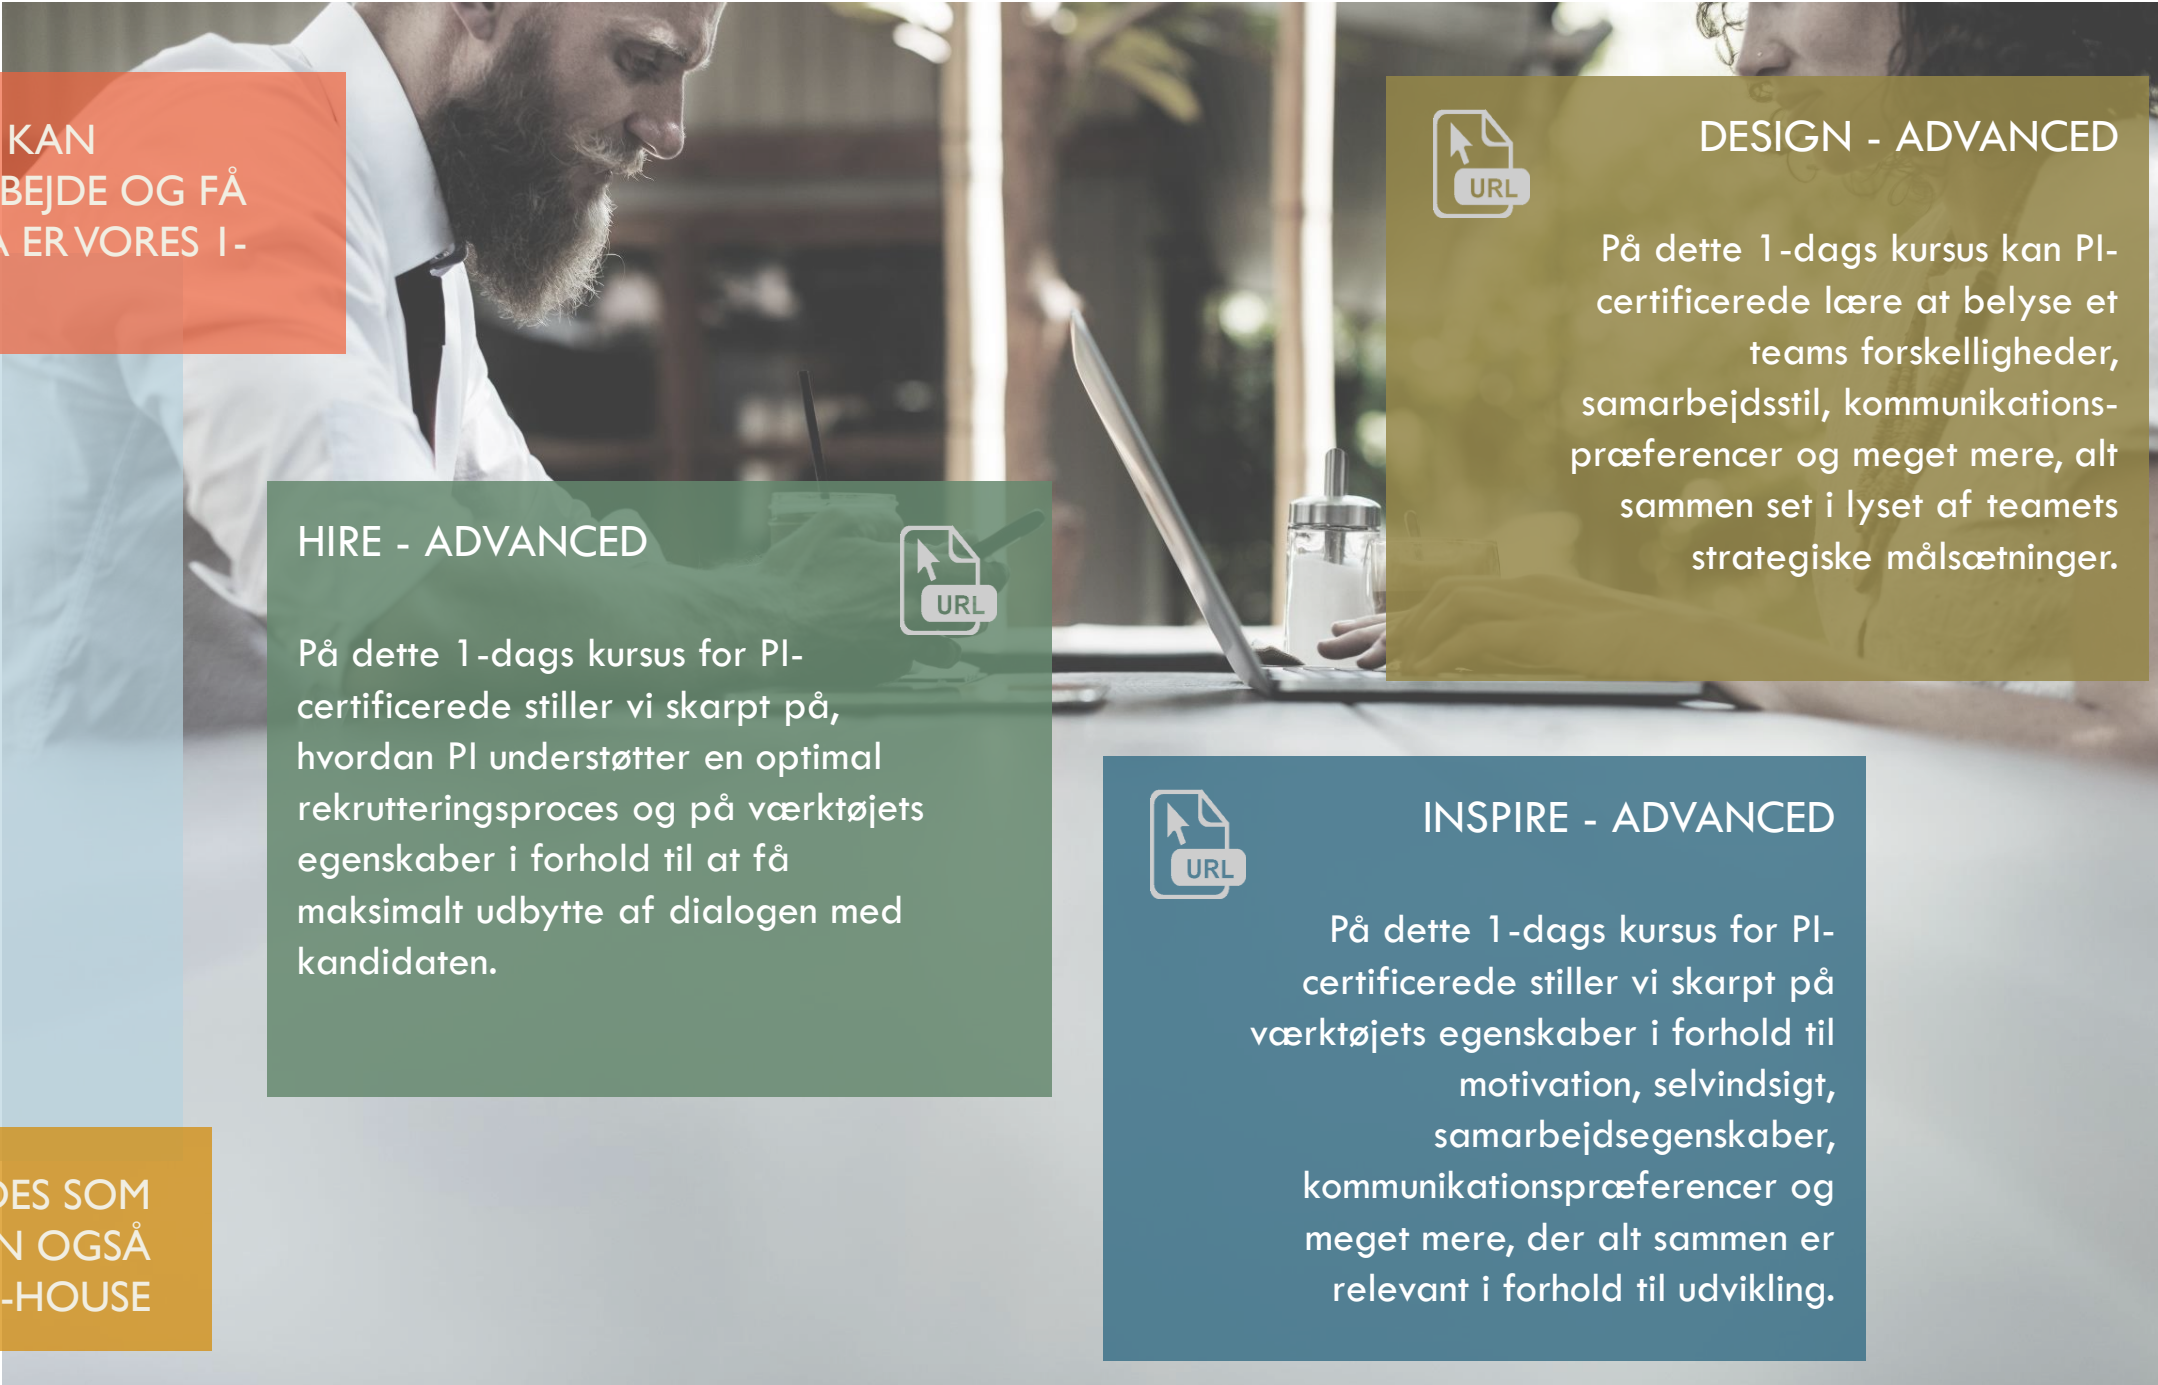 KAN
OG FÅ
ER VORES 1-
HIRE - ADVANCED
URL
På dette 1-dags kursus for PI-
certificerede stiller vi skarpt på,
hvordan PI understøtter en optimal
rekrutteringsproces og på værktøjets
egenskaber i forhold til at få
maksimalt udbytte af dialogen med
kandidaten.
DESIGN - ADVANCED
URL
På dette 1-dags kursus kan PI-
certificerede lære at belyse et
teams forskelligheder,
samarbejdsstil, kommunikations-
præferencer og meget mere, alt
sammen set i lyset af teamets
strategiske målsætninger.
INSPIRE - ADVANCED
URL
På dette 1-dags kursus for PI-
certificerede stiller vi skarpt på
værktøjets egenskaber i forhold til
motivation, selvindsigt,
samarbejdsegenskaber,
kommunikationspræferencer og
meget mere, der alt sammen er
relevant i forhold til udvikling.
SOM
OGSÅ
-HOUSE